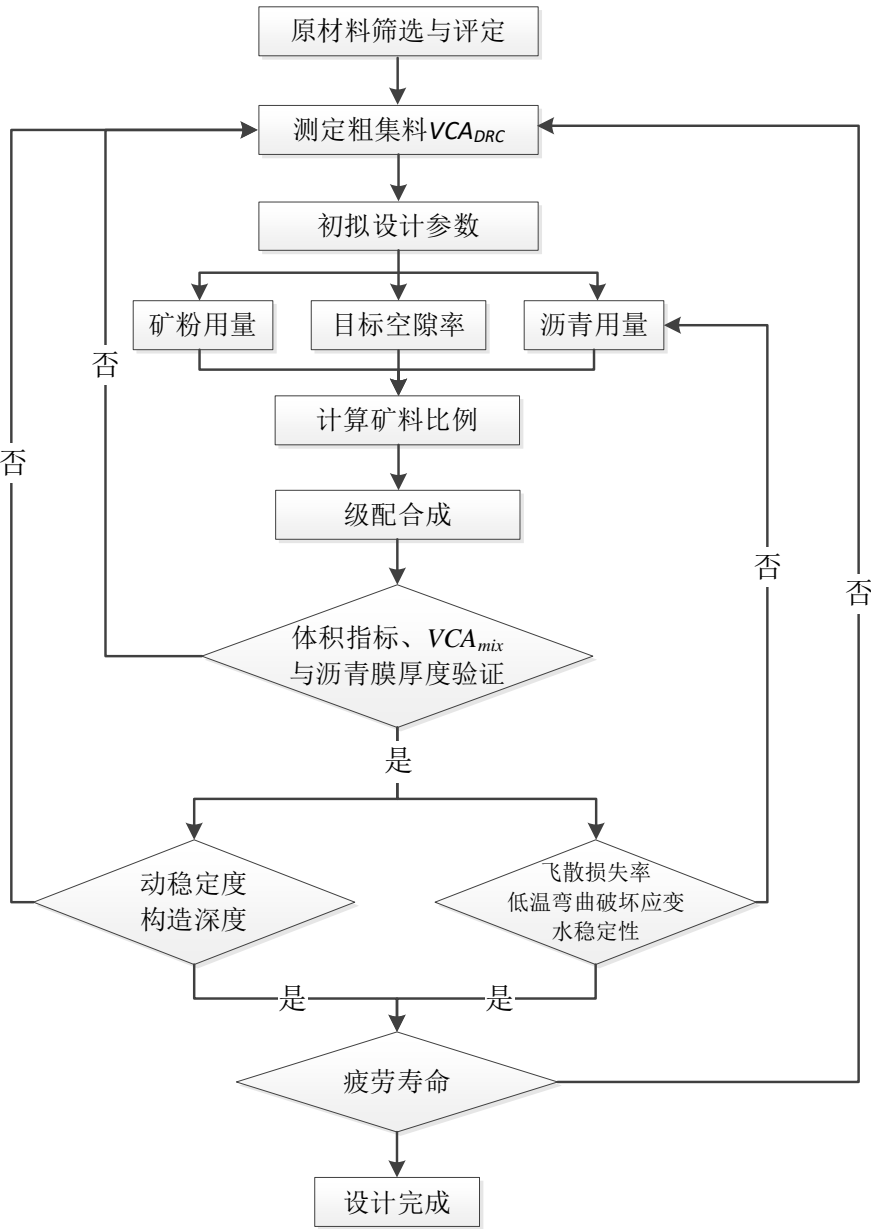 原材料筛选与评定
测定粗集料VCA_DRC
初拟设计参数
矿粉用量
目标空隙率
沥青用量
否
计算矿料比例
否
级配合成
否
否
体积指标、VCA_mix
与沥青膜厚度验证
是
动稳定度
构造深度
飞散损失率
低温弯曲破坏应变
水稳定性
是
是
疲劳寿命
设计完成